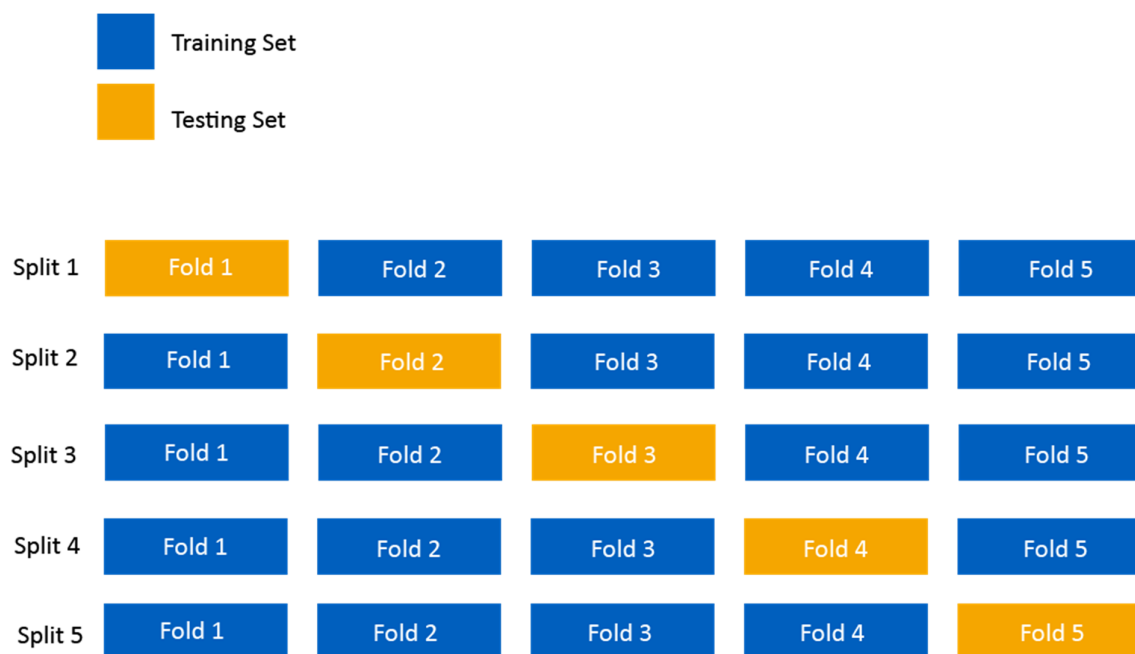 Training Set
Testing Set
Split 1 Fold 1 Fold 2 Fold 3 Fold 4 Fold 5
Split 2 Fold 1 Fold 2 Fold 3 Fold 4 Fold 5
Split 3 Fold 1 Fold 2 Fold 3 Fold 4 Fold 5
Split 4 Fold 1 Fold 2 Fold 3 Fold 4 Fold 5
Split 5 Fold 1 Fold 2 Fold 3 Fold 4 Fold 5